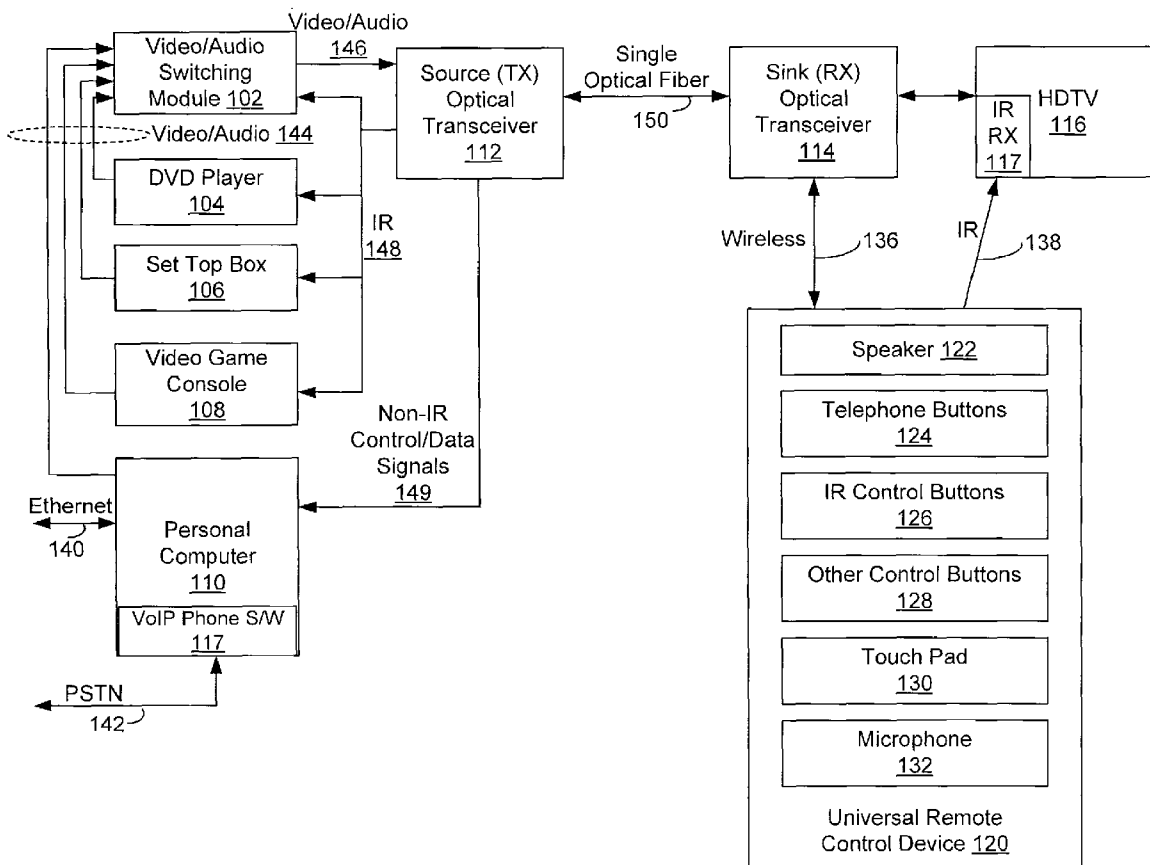 Video/Audio
Switching
Module 102
Video/Audio
146
Source (TX)
Optical
Transceiver
112
Single
Optical Fiber
150
Sink (RX)
Optical
Transceiver
114
HDTV
116
IR
RX
117
Video/Audio 144
DVD Player
104
Set Top Box
106
Video Game
Console
108
IR
148
Non-IR
Control/Data
Signals
149
Ethernet
140
Personal
Computer
110
VoIP Phone S/W
117
PSTN
142
Wireless
136
IR
138
Speaker 122
Telephone Buttons
124
IR Control Buttons
126
Other Control Buttons
128
Touch Pad
130
Microphone
132
Universal Remote
Control Device 120